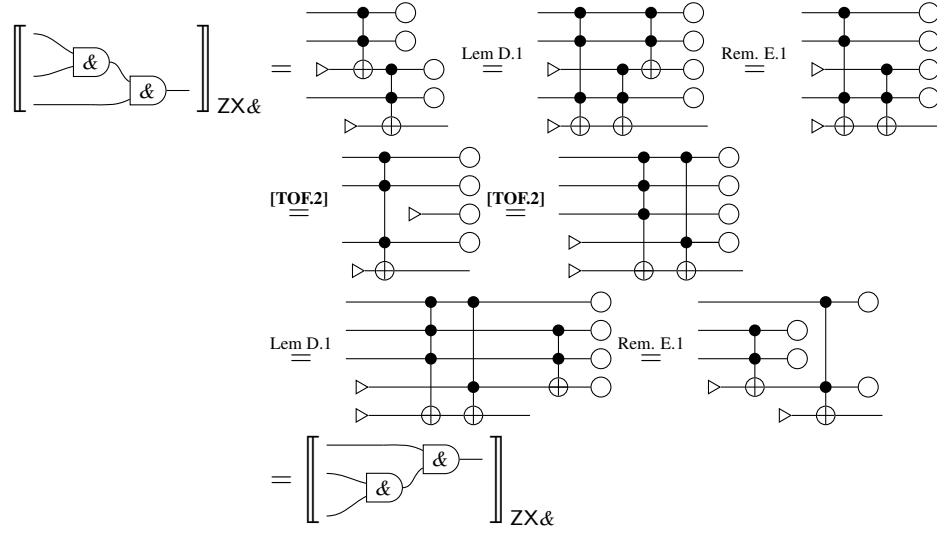 & & ZX& = Lem D.1 = Rem. E.1 =
[TOF.2] = [TOF.2] =
Lem D.1 = Rem. E.1 =
= & & ZX&